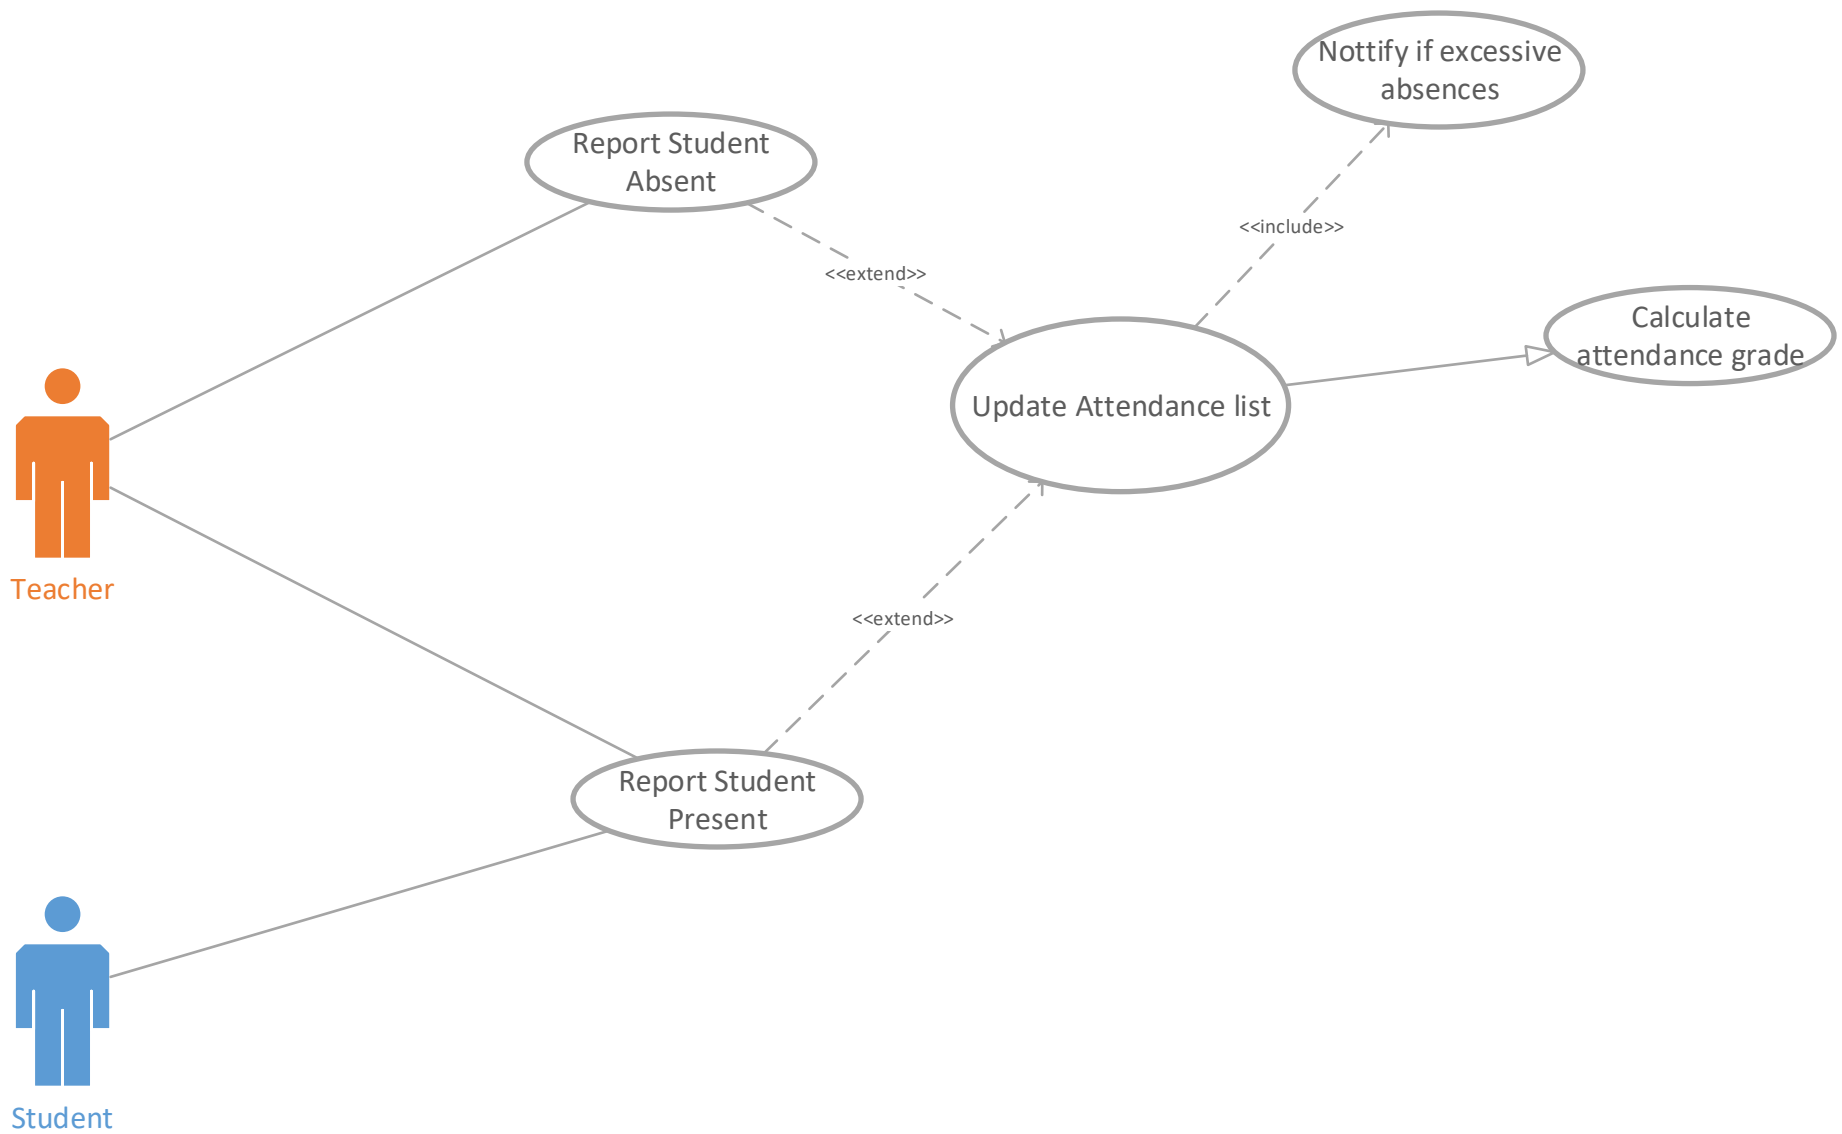 Nottify if excessive
absences
Report Student
Absent
<<include>>
<<extend>>
Calculate
attendance grade
Update Attendance list
Teacher
<<extend>>
Report Student
Present
Student